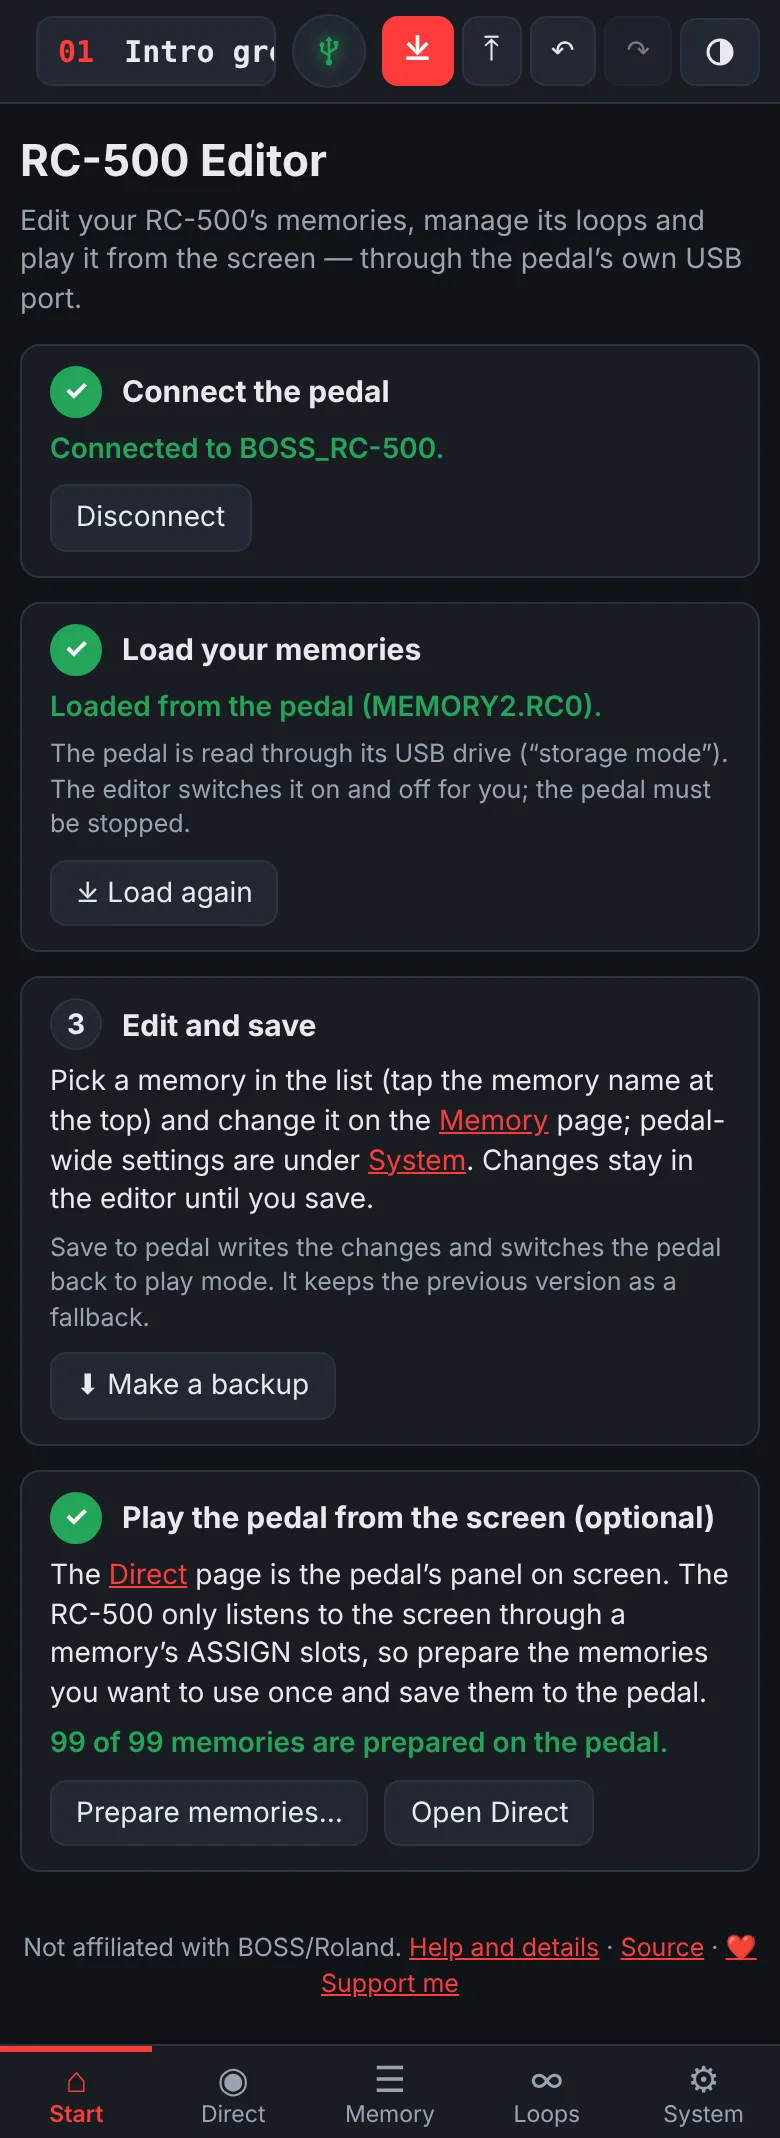 01 Intro gro
RC-500 Editor
Edit your RC-500’s memories, manage its loops and
play it from the screen — through the pedal’s own USB
port.
Connect the pedal
Connected to BOSS_RC-500.
Disconnect
Load your memories
Loaded from the pedal (MEMORY2.RC0).
The pedal is read through its USB drive (“storage mode”).
The editor switches it on and off for you; the pedal must
be stopped.
Load again
3 Edit and save
Pick a memory in the list (tap the memory name at
the top) and change it on the Memory page; pedal-
wide settings are under System. Changes stay in
the editor until you save.
Save to pedal writes the changes and switches the pedal
back to play mode. It keeps the previous version as a
fallback.
Make a backup
Play the pedal from the screen (optional)
The Direct page is the pedal’s panel on screen. The
RC-500 only listens to the screen through a
memory’s ASSIGN slots, so prepare the memories
you want to use once and save them to the pedal.
99 of 99 memories are prepared on the pedal.
Prepare memories... Open Direct
Not affiliated with BOSS/Roland. Help and details · Source · ❤️
Support me
Start Direct Memory Loops System